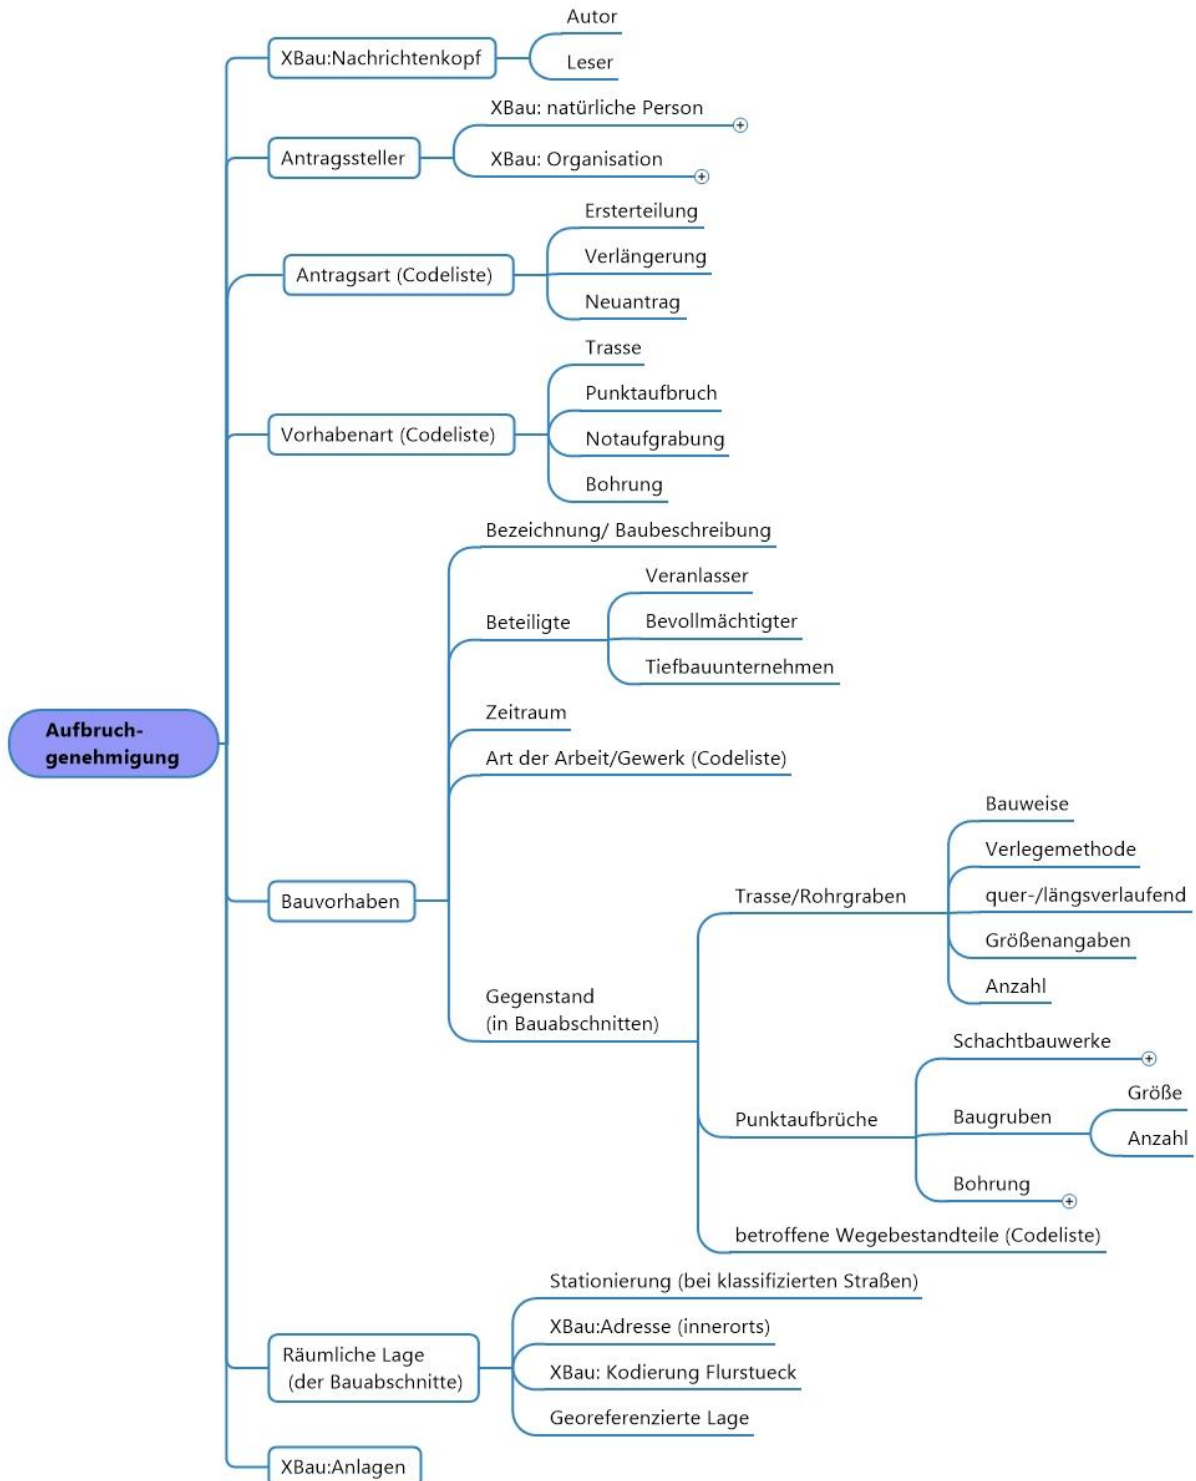 Autor
XBau:Nachrichtenkopf
Leser
XBau: natürliche Person
Antragssteller
XBau: Organisation
Ersterteilung
Antragsart (Codeliste)
Verlängerung
Neuantrag
Trasse
Punktaufbruch
Vorhabenart (Codeliste)
Notaufgrabung
Bohrung
Bezeichnung/ Baubeschreibung
Veranlasser
Beteiligte
Bevollmächtigter
Tiefbauunternehmen
Zeitraum
Aufbruch-
genehmigung
Art der Arbeit/Gewerk (Codeliste)
Bauweise
Verlegemethode
Bauvorhaben
Trasse/Rohrgraben
quer-/längsverlaufend
Größenangaben
Anzahl
Gegenstand
(in Bauabschnitten)
Schachtbauwerke
Größe
Punktaufbrüche
Baugruben
Anzahl
Bohrung
betroffene Wegebestandteile (Codeliste)
Stationierung (bei klassifizierten Straßen)
XBau:Adresse (innerorts)
Räumliche Lage
(der Bauabschnitte)
XBau: Kodierung Flurstueck
Georeferenzierte Lage
XBau:Anlagen